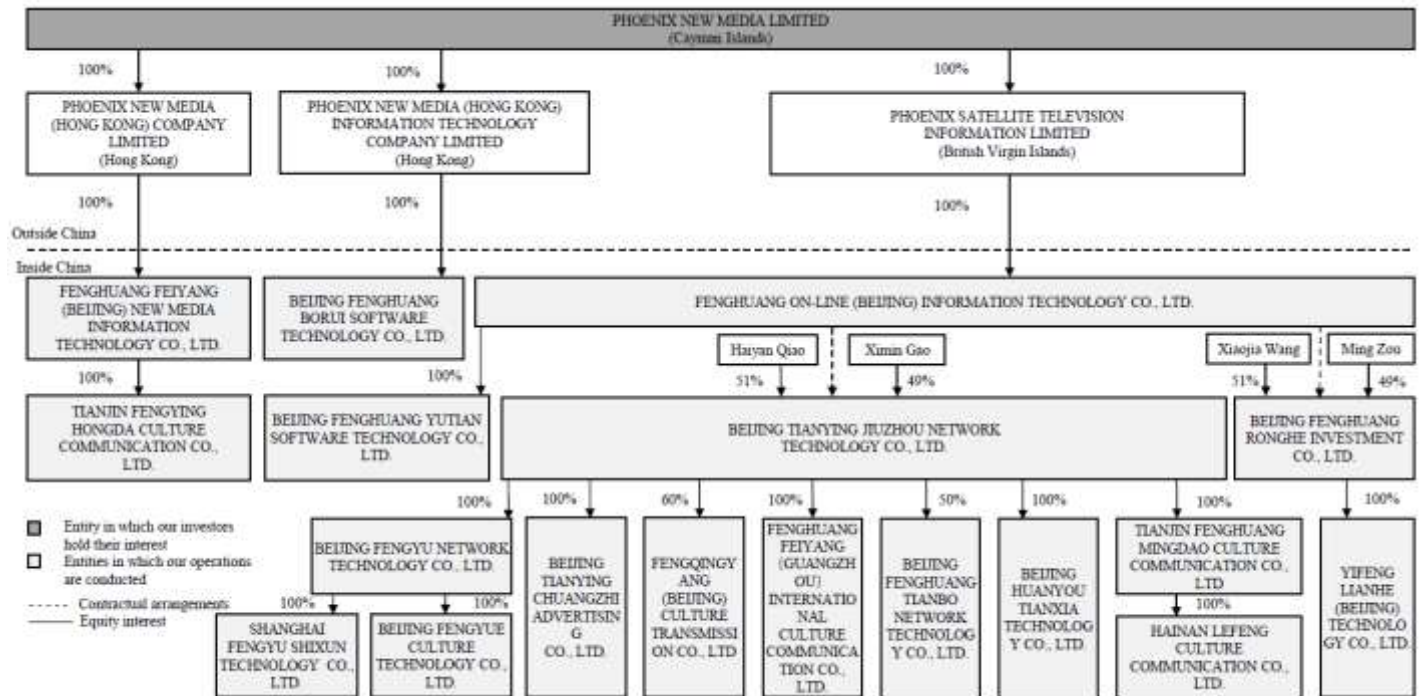 PHOENIX NEW MEDIA LIMITED
(Cayman Islands)
100%
100%
100%
PHOENIX NEW MEDIA
(HONG KONG) COMPANY
LIMITED
(Hong Kong)
PHOENIX NEW MEDIA (HONG KONG)
INFORMATION TECHNOLOGY
COMPANY LIMITED
(Hong Kong)
PHOENIX SATELLITE TELEVISION
INFORMATION LIMITED
(British Virgin Islands)
100%
100%
100%
Outside China
Inside China
FENGHUANG FEIYANG
(BEIJING) NEW MEDIA
INFORMATION
TECHNOLOGY CO., LTD.
BEIJING FENGHUANG
BORUI SOFTWARE
TECHNOLOGY CO., LTD.
FENGHUANG ON-LINE (BEIJING) INFORMATION TECHNOLOGY CO., LTD.
Haiyan Qiao
Ximin Gao
Xiaojia Wang
Ming Zou
100%
100%
51%
49%
51%
49%
TIANJIN FENGYING
HONGDA CULTURE
COMMUNICATION CO.,
LTD.
BEIJING FENGHUANG YUTIAN
SOFTWARE TECHNOLOGY CO.,
LTD.
BEIJING TIANYING JIUZHOU NETWORK
TECHNOLOGY CO., LTD.
BEIJING FENGHUANG
RONGHE INVESTMENT
CO., LTD.
100%
100%
60%
100%
50%
100%
100%
100%
Entity in which our investors
hold their interest
Entities in which our operations
are conducted
Contractual arrangements
Equity interest
BEIJING FENGYU NETWORK
TECHNOLOGY CO., LTD.
100%
100%
SHANGHAI
FENGYU SHIXUN
TECHNOLOGY CO.,
LTD.
BEIJING FENGYUE
CULTURE
TECHNOLOGY CO.,
LTD.
BEIJING
TIANYING
CHUANGZHI
ADVERTISIN
G
CO., LTD.
FENGQINGY
ANG
(BEIJING)
CULTURE
TRANSMISSI
ON CO., LTD
FENGHUANG
FEIYANG
(GUANGZH
OU)
INTERNATIO
NAL
CULTURE
COMMUNICA
TION CO.,
LTD.
BEIJING
FENGHUANG
TIANBO
NETWORK
TECHNOLOG
Y CO., LTD.
BEIJING
HUANYOU
TIANXIA
TECHNOLOG
Y CO., LTD.
TIANJIN FENGHUANG
MINGDAO CULTURE
COMMUNICATION CO.,
LTD
100%
HAINAN LEFENG
CULTURE
COMMUNICATION CO.,
LTD.
YIFENG
LIANHE
(BEIJING)
TECHNOLO
GY CO., LTD.